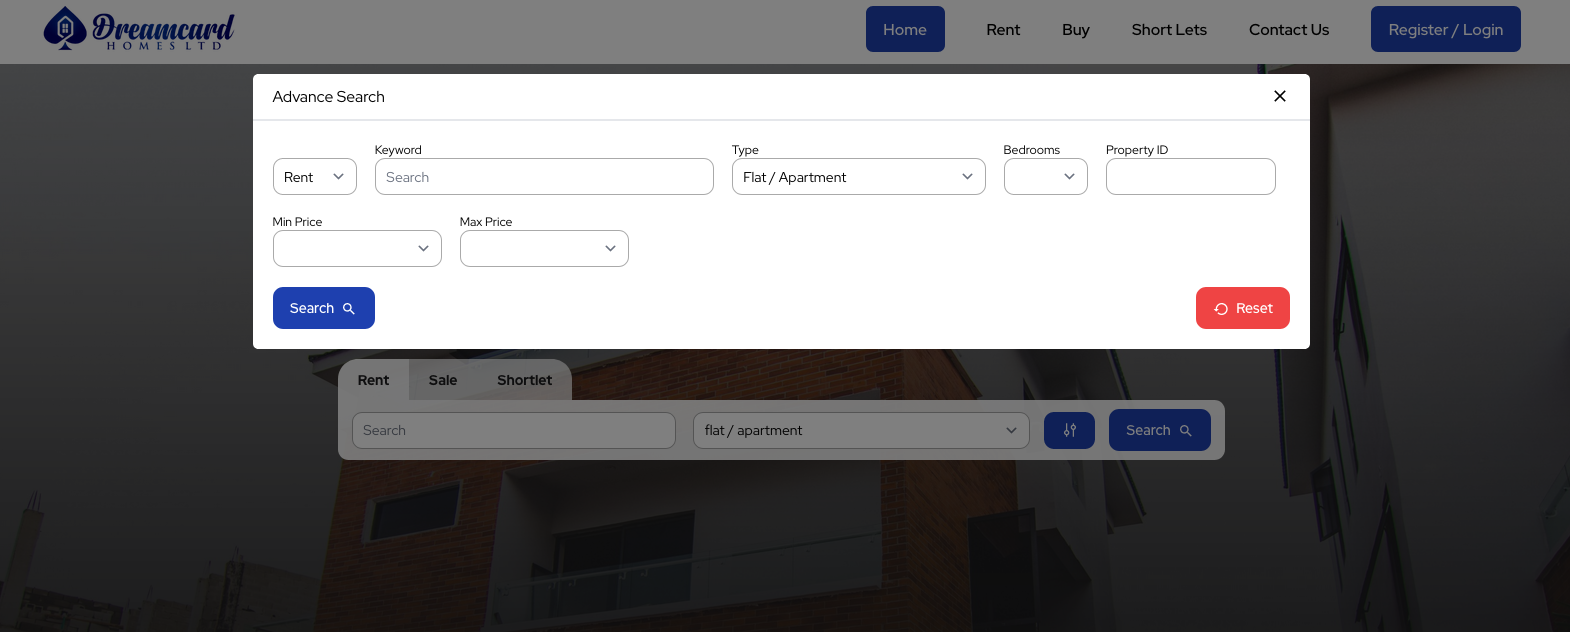 Dreamcard
HOMES LTD
Home
Rent
Buy
Short Lets
Contact Us
Register / Login
Advance Search
Keyword
Type
Bedrooms
Property ID
Rent
Search
Flat / Apartment
Min Price
Max Price
Search
Reset
Rent
Sale
Shortlet
Search
flat / apartment
Search